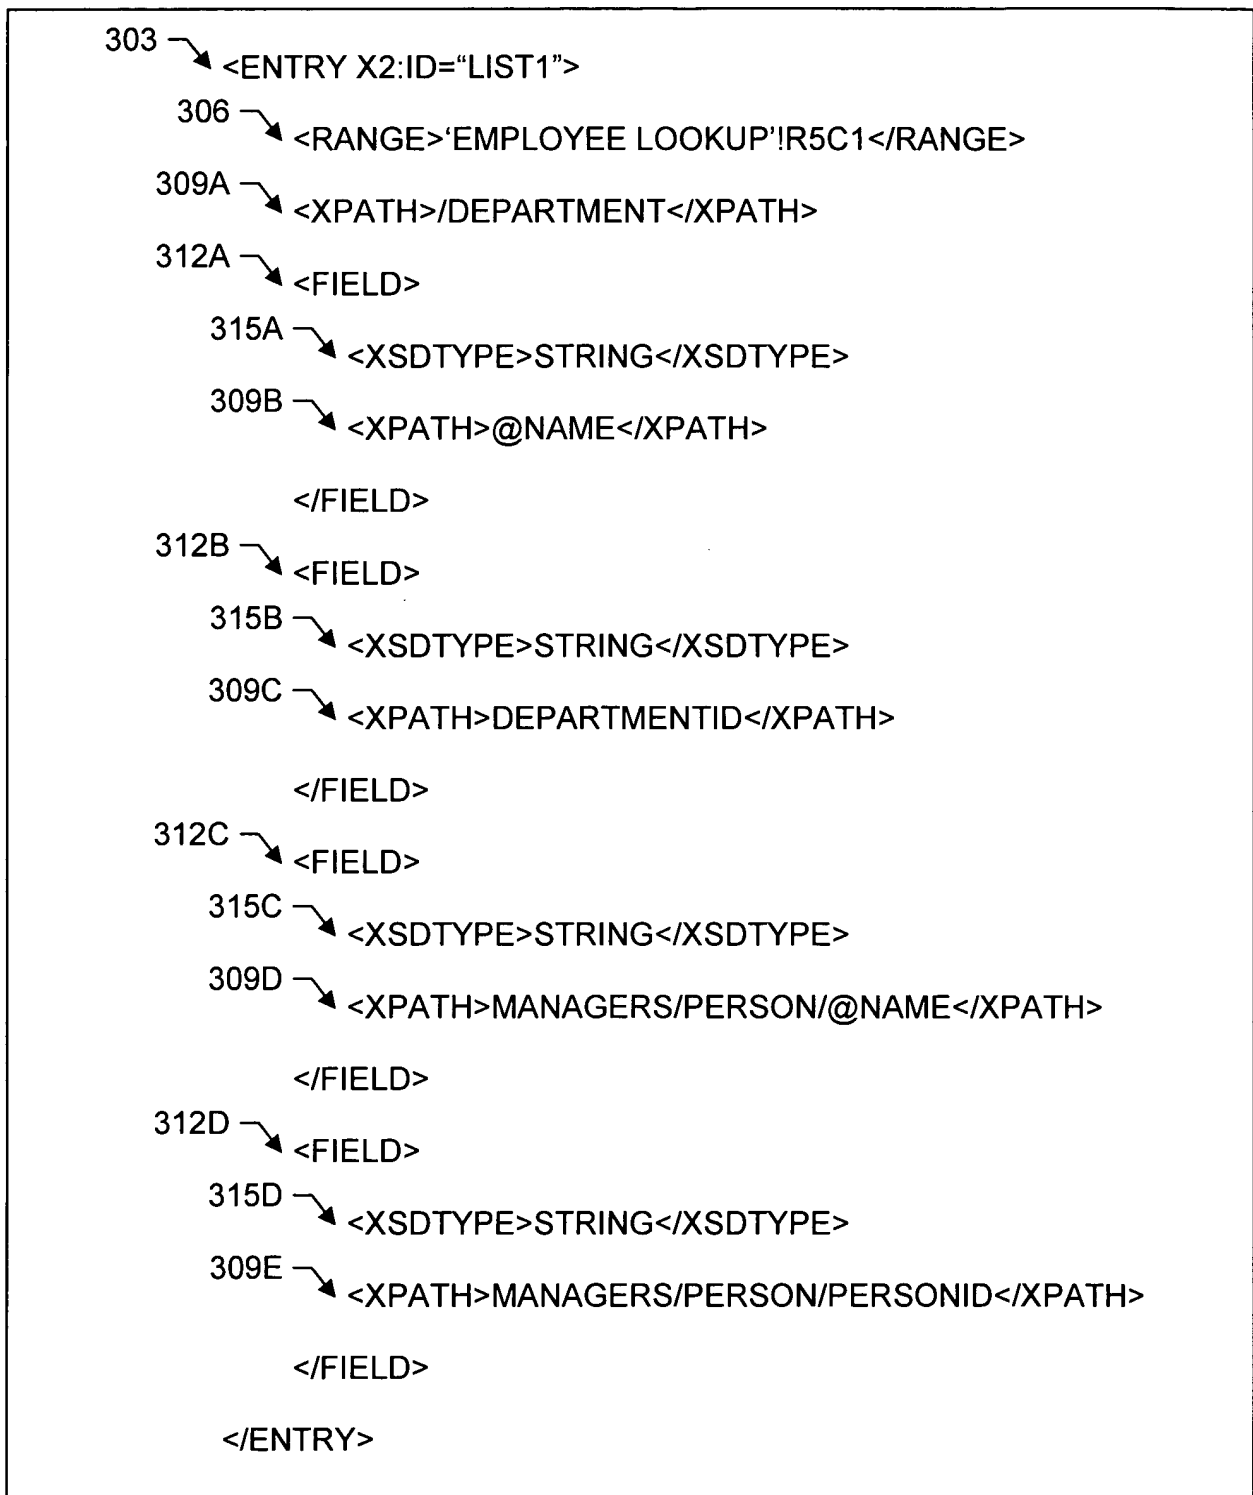 303
<ENTRY X2:ID=“LIST1”>
306
<RANGE>‘EMPLOYEE LOOKUP’!R5C1</RANGE>
309A
<XPATH>/DEPARTMENT</XPATH>
312A
<FIELD>
315A
<XSDTYPE>STRING</XSDTYPE>
309B
<XPATH>@NAME</XPATH>
</FIELD>
312B
<FIELD>
315B
<XSDTYPE>STRING</XSDTYPE>
309C
<XPATH>DEPARTMENTID</XPATH>
</FIELD>
312C
<FIELD>
315C
<XSDTYPE>STRING</XSDTYPE>
309D
<XPATH>MANAGERS/PERSON/@NAME</XPATH>
</FIELD>
312D
<FIELD>
315D
<XSDTYPE>STRING</XSDTYPE>
309E
<XPATH>MANAGERS/PERSON/PERSONID</XPATH>
</FIELD>
</ENTRY>